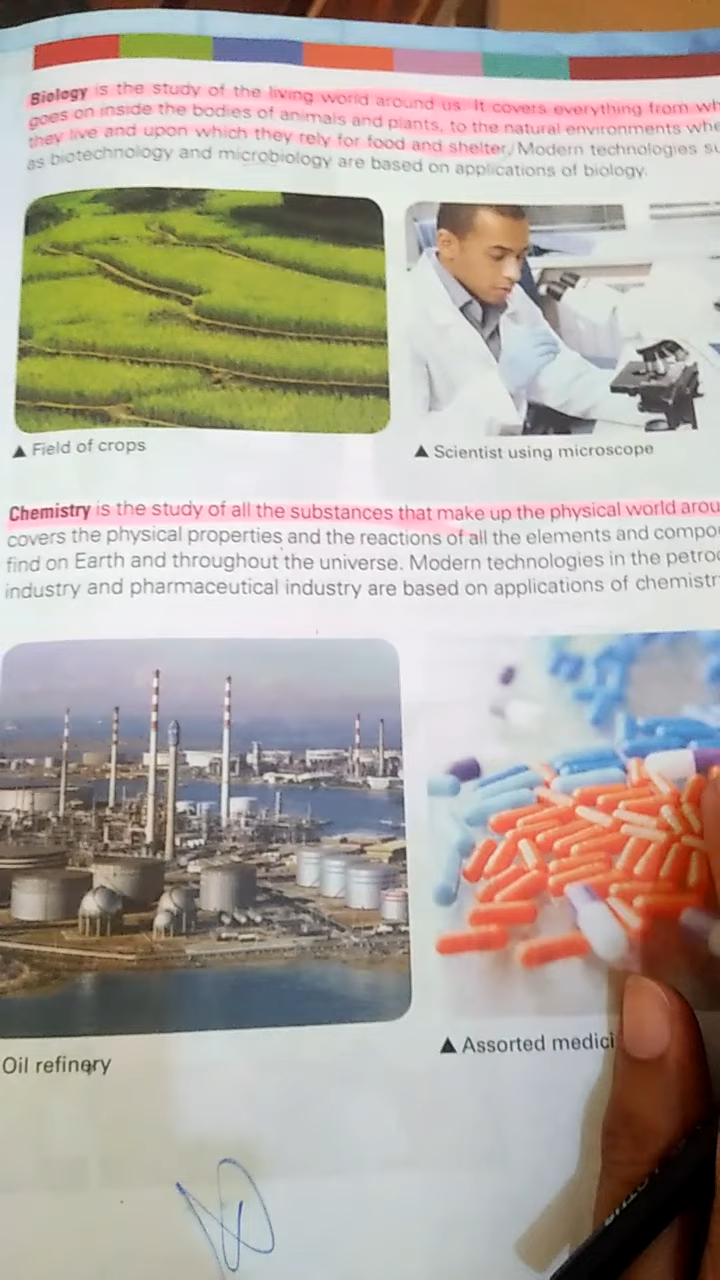 Biology is the study of the living world around us. It covers everything from wh
goes on inside the bodies of animals and plants, to the natural environments whe
they live and upon which they rely for food and shelter. Modern technologies su
as biotechnology and microbiology are based on applications of biology.
▲ Field of crops
▲ Scientist using microscope
Chemistry is the study of all the substances that make up the physical world arou
covers the physical properties and the reactions of all the elements and compo
find on Earth and throughout the universe. Modern technologies in the petroc
industry and pharmaceutical industry are based on applications of chemistr
Oil refinery
▲ Assorted medici